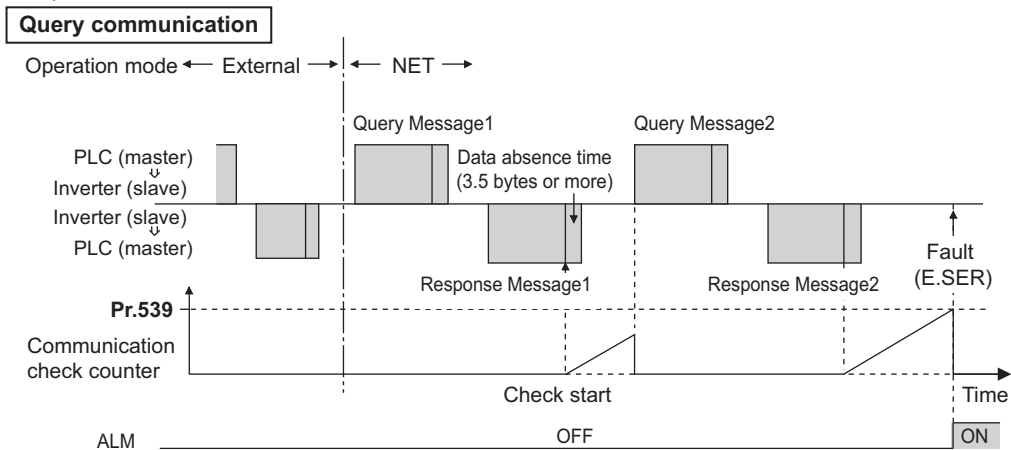 Query communication
Operation mode External NET
Query Message1 Query Message2
PLC (master)
Inverter (slave)
Inverter (slave)
PLC (master)
Data absence time
(3.5 bytes or more)
Response Message1 Response Message2
Fault
(E.SER)
Pr.539
Communication
check counter
Check start
Time
ALM OFF ON